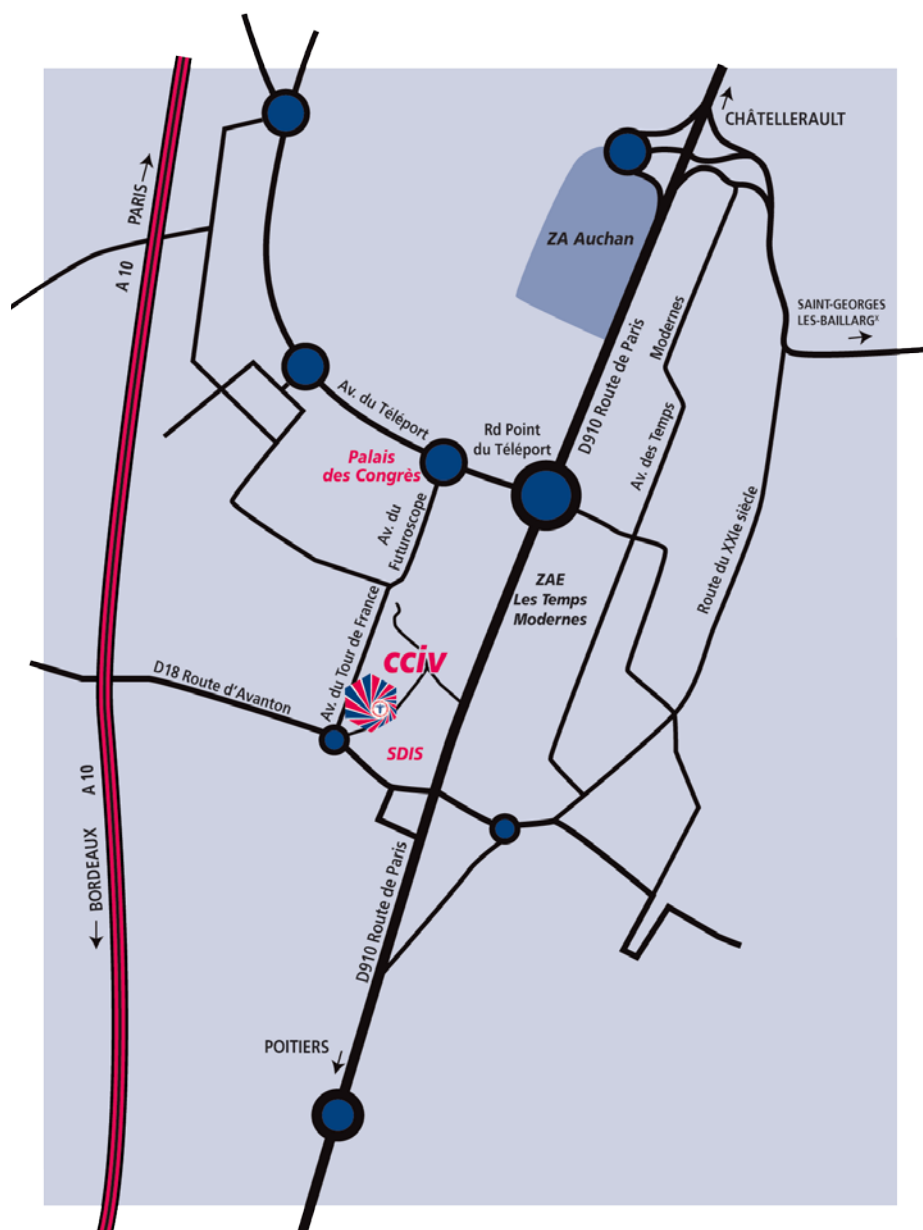 CHÂTELLERAULT
PARIS
A 10
ZA Auchan
SAINT-GEORGES
LES-BAILLARGX
Modernes
D910 Route de Paris
Av. du Téléport
Rd Point
du Téléport
Av. des Temps
Palais
des Congrès
Av. du
Futuroscope
Route du XXIe siècle
ZAE
Les Temps
Modernes
Av. du Tour de France
cciv
D18 Route d'Avanton
SDIS
A 10
BORDEAUX
D910 Route de Paris
POITIERS